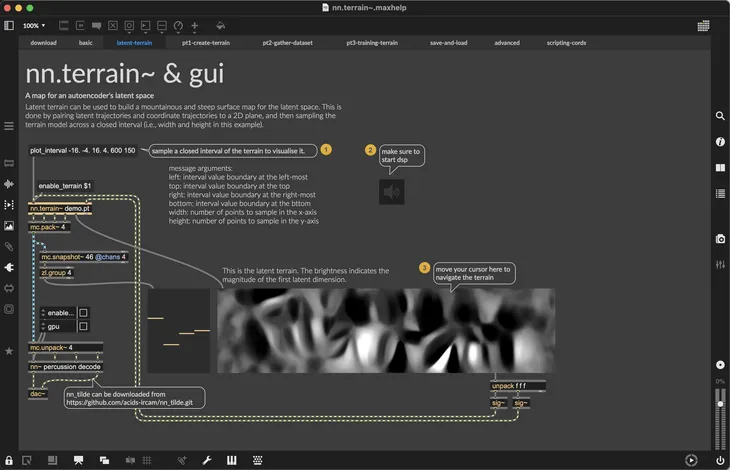 nn.terrain~.maxhelp
100%
download
basic
latent-terrain
pt1-create-terrain
pt2-gather-dataset
pt3-training-terrain
save-and-load
advanced
scripting-cords
nn.terrain~ & gui
A map for an autoencoder's latent space
Latent terrain can be used to build a mountainous and steep surface map for the latent space. This is
done by pairing latent trajectories and coordinate trajectories to a 2D plane, and then sampling the
terrain model across a closed interval (i.e., width and height in this example).
plot_interval -16. -4. 16. 4. 600 150
sample a closed interval of the terrain to visualise it.
1
2
make sure to
start dsp
message arguments:
left: interval value boundary at the left-most
top: interval value boundary at the top
right: interval value boundary at the right-most
bottom: interval value boundary at the bttom
width: number of points to sample in the x-axis
height: number of points to sample in the y-axis
enable_terrain $1
nn.terrain~ demo.pt
mc.pack~ 4
mc.snapshot~ 46 @chans 4
zl.group 4
This is the latent terrain. The brightness indicates the
magnitude of the first latent dimension.
3
move your cursor here to
navigate the terrain
enable...
gpu
mc.unpack~ 4
nn~ percussion decode
dac~
nn_tilde can be downloaded from
https://github.com/acids-ircam/nn_tilde.git
unpack f f f
sig~
sig~
0%